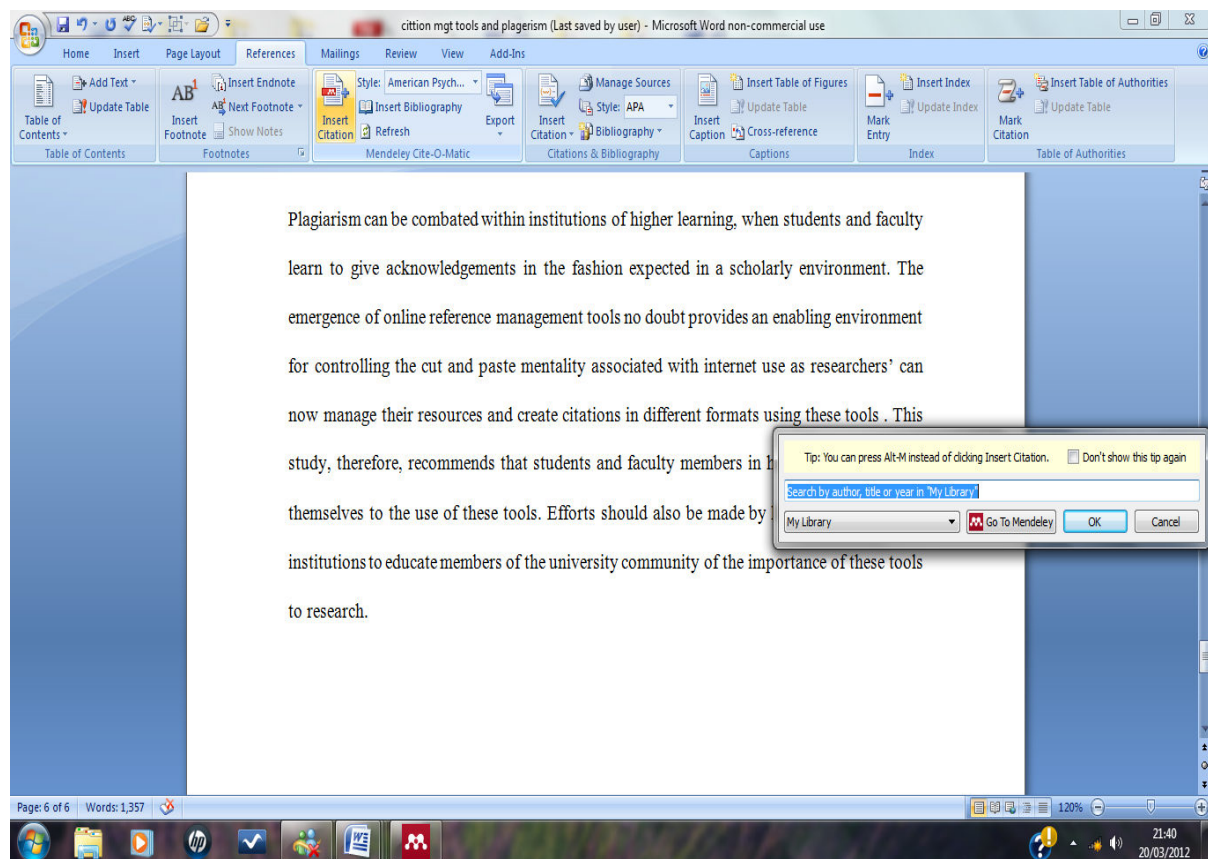 cittion mgt tools and plagerism (Last saved by user) - Microsoft Word non-commercial use
Home Insert Page Layout References Mailings Review View Add-Ins
Table of Contents
Add Text
Update Table
Table of Contents
AB1
Insert Footnote
Insert Endnote
AB Next Footnote
Show Notes
Footnotes
Insert Citation
Style: American Psych...
Insert Bibliography
Refresh
Export
Mendeley Cite-O-Matic
Insert Citation
Manage Sources
Style: APA
Bibliography
Citations & Bibliography
Insert Caption
Insert Table of Figures
Update Table
Cross-reference
Captions
Mark Entry
Insert Index
Update Index
Index
Mark Citation
Insert Table of Authorities
Update Table
Table of Authorities
Plagiarism can be combated within institutions of higher learning, when students and faculty
learn to give acknowledgements in the fashion expected in a scholarly environment. The
emergence of online reference management tools no doubt provides an enabling environment
for controlling the cut and paste mentality associated with internet use as researchers’ can
now manage their resources and create citations in different formats using these tools . This
study, therefore, recommends that students and faculty members in
themselves to the use of these tools. Efforts should also be made by
institutions to educate members of the university community of the importance of these tools
to research.
Tip: You can press Alt-M instead of clicking Insert Citation. Don't show this tip again
Search by author, title or year in "My Library"
My Library Go To Mendeley OK Cancel
Page: 6 of 6 Words: 1,357 120%
hp
21:40
20/03/2012